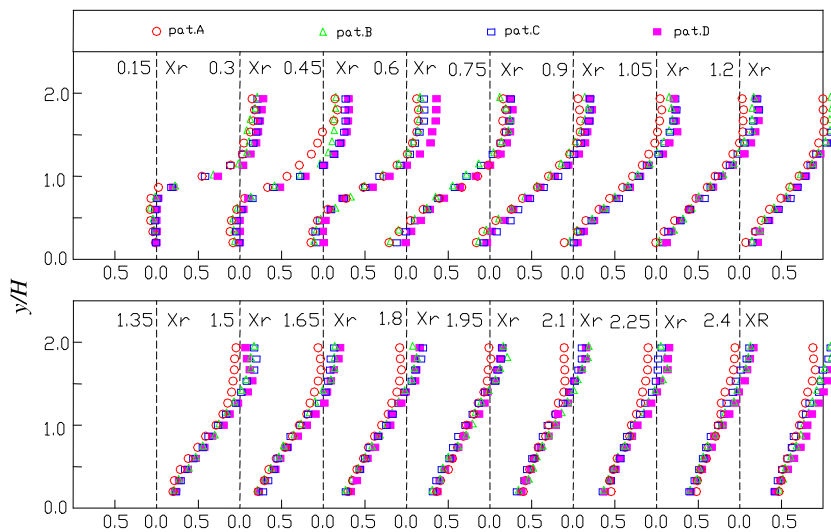 pat.A pat.B pat.C pat.D
0.15 Xr 0.3 Xr 0.45 Xr 0.6 Xr 0.75 Xr 0.9 Xr 1.05 Xr 1.2 Xr
2.0
1.0
0.0
0.5 0.0 0.5 0.0 0.5 0.0 0.5 0.0 0.5 0.0 0.5 0.0 0.5 0.0 0.5 0.0 0.5
y/H
1.35 Xr 1.5 Xr 1.65 Xr 1.8 Xr 1.95 Xr 2.1 Xr 2.25 Xr 2.4 XR
2.0
1.0
0.0
0.5 0.0 0.5 0.0 0.5 0.0 0.5 0.0 0.5 0.0 0.5 0.0 0.5 0.0 0.5 0.0 0.5